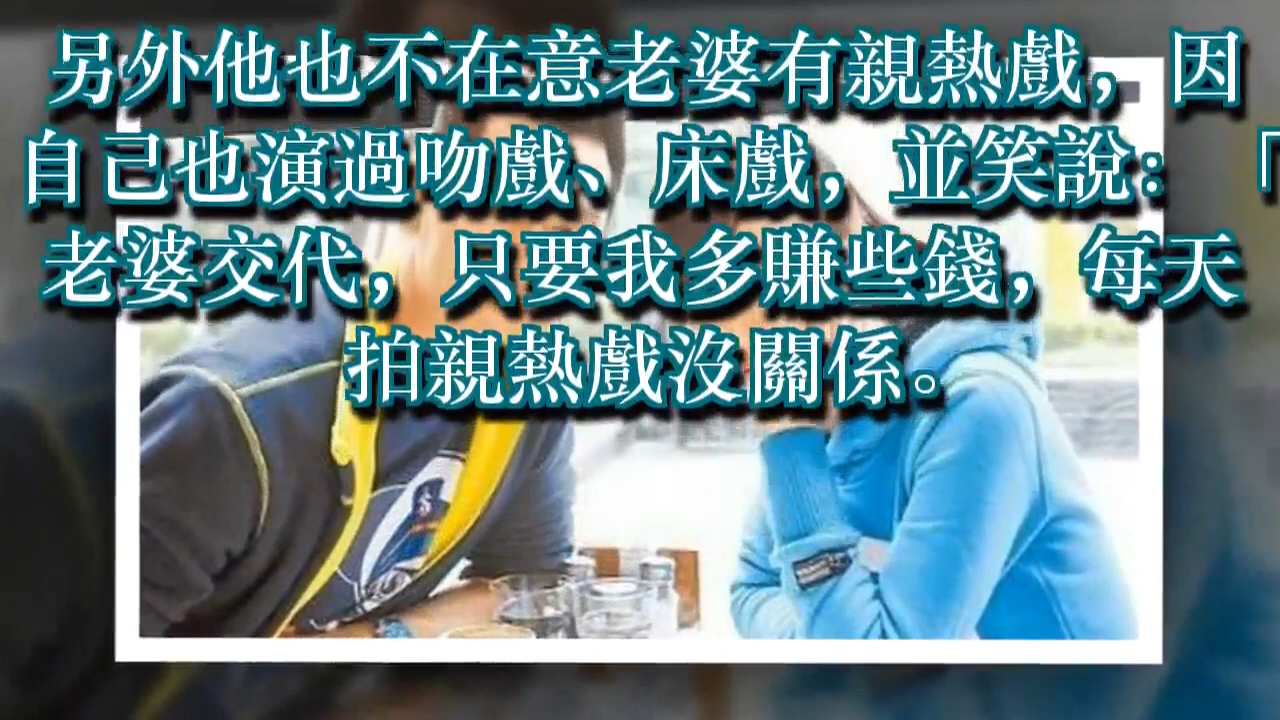 另外他也不在意老婆有親熱戲，因
自己也演過吻戲、床戲，並笑說：「
老婆交代，只要我多賺些錢，每天
拍親熱戲沒關係。